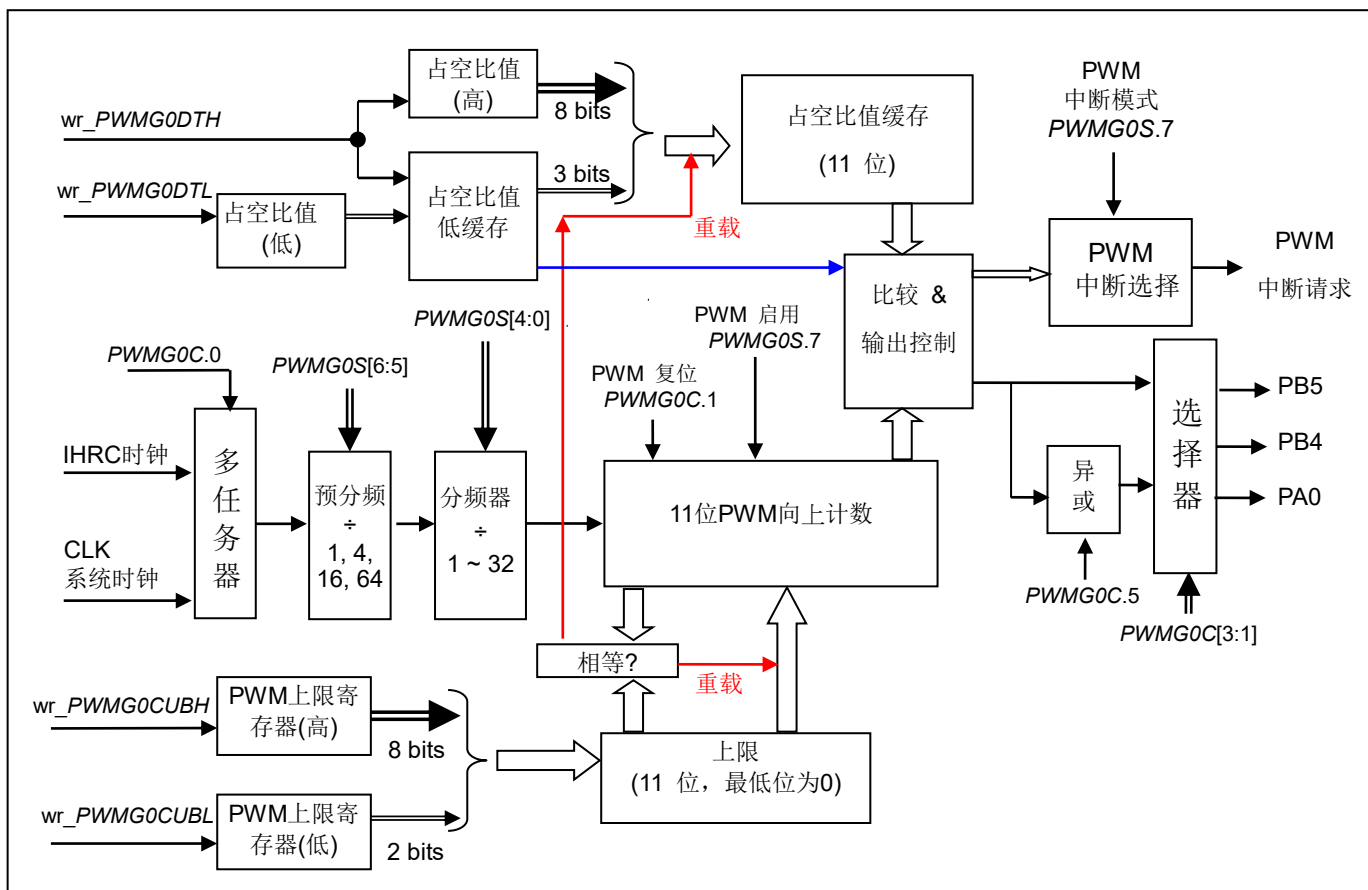 wr_PWMG0DTH
wr_PWMG0DTL
占空比值
(高)
8 bits
占空比值
(低)
占空比值
低缓存
3 bits
重载
占空比值缓存
(11 位)
PWM
中断模式
PWMG0S.7
比较 &
输出控制
PWM
中断选择
PWM
中断请求
PWMG0C.0
PWMG0S[6:5]
PWMG0S[4:0]
PWM 启用
PWMG0S.7
PWM 复位
PWMG0C.1
IHRC时钟
CLK
系统时钟
多任务器
预分频
÷
1, 4,
16, 64
分频器
÷
1 ~ 32
11位PWM向上计数
异或
PWMG0C.5
选择器
PWMG0C[3:1]
PB5
PB4
PA0
相等?
重载
wr_PWMG0CUBH
PWM上限寄
存器(高)
8 bits
wr_PWMG0CUBL
PWM上限寄
存器(低)
2 bits
上限
(11 位，最低位为0)